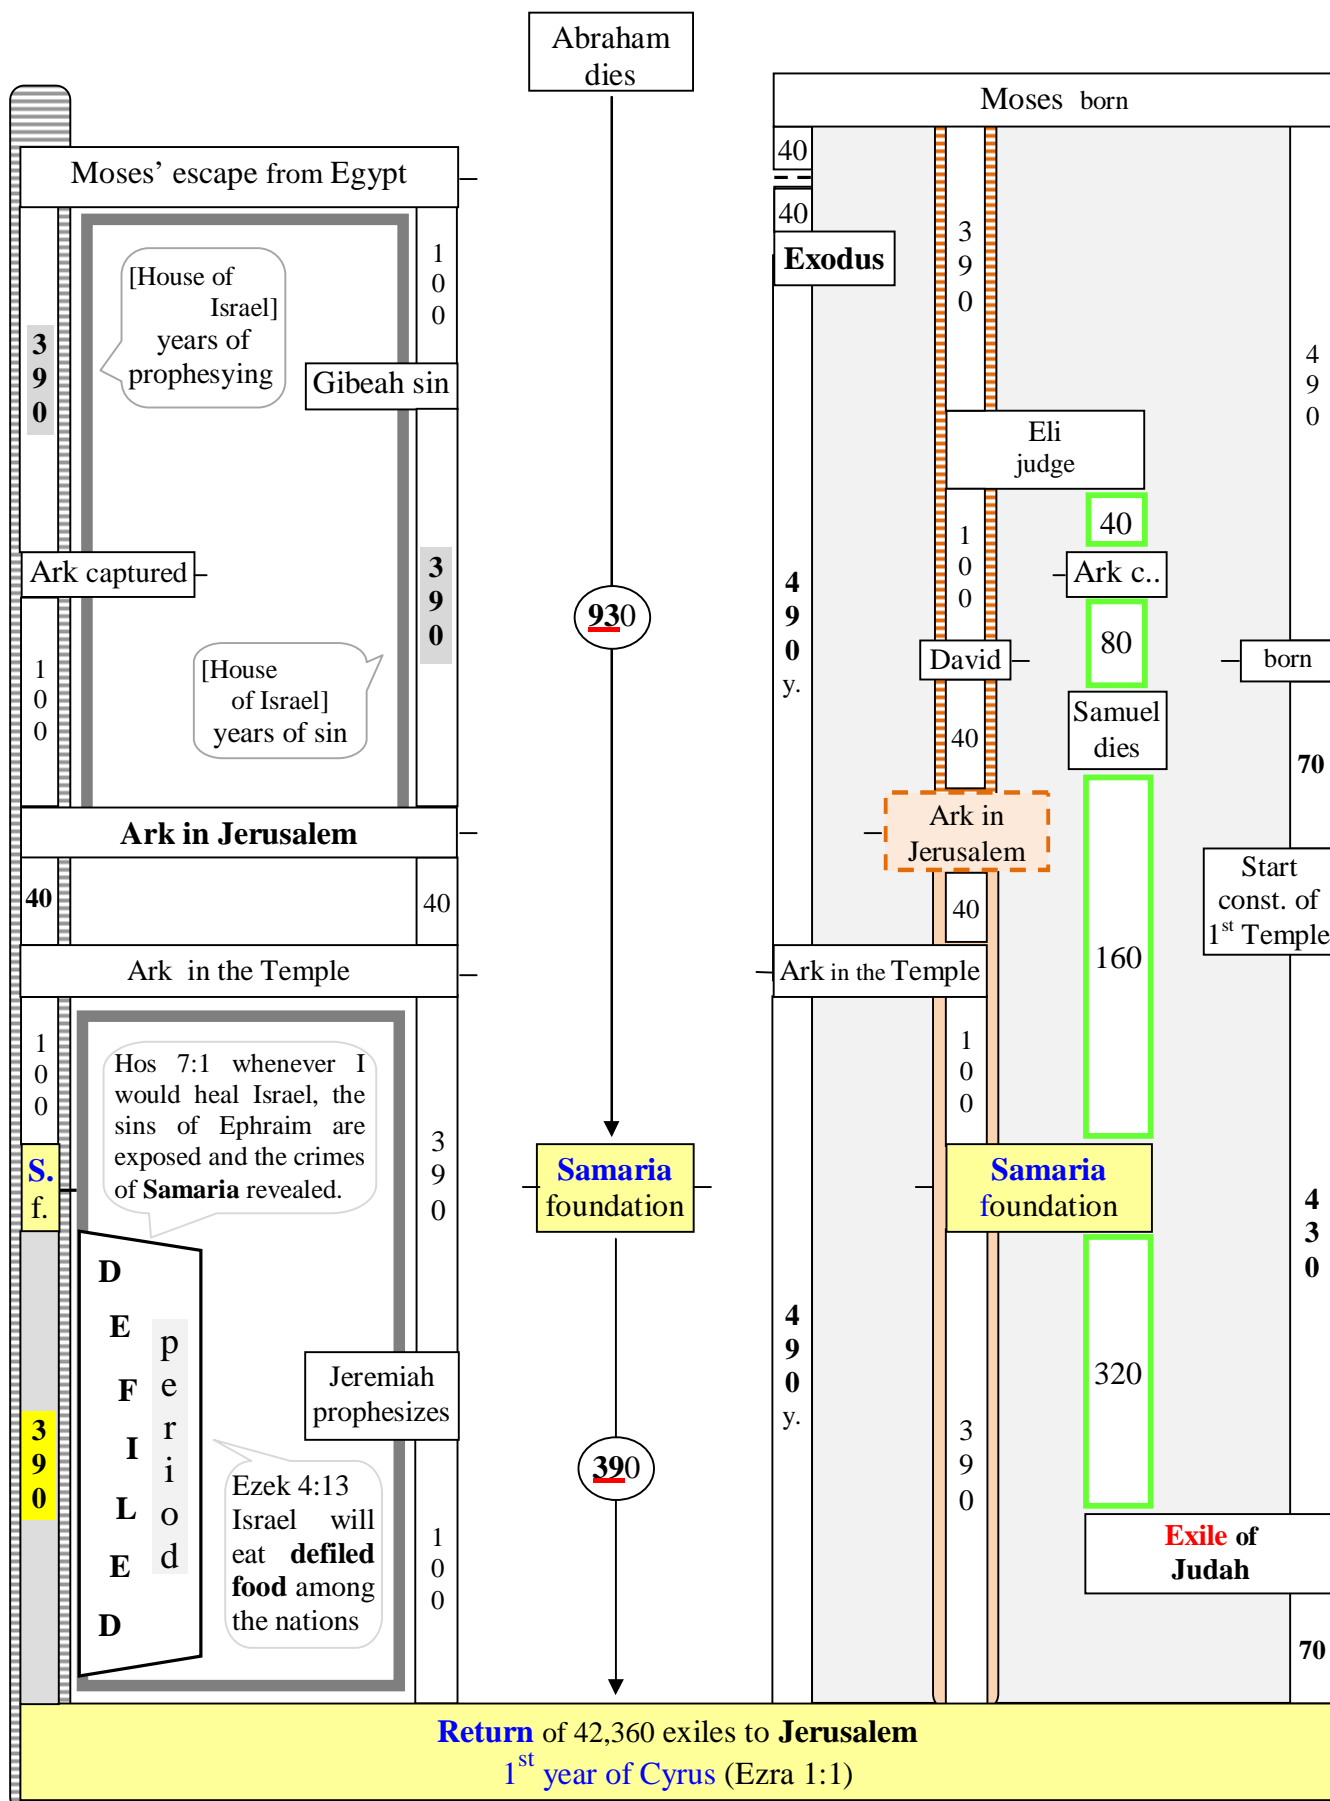 Abraham
dies
Moses born
40
Moses' escape from Egypt
40
Exodus
[House of
Israel]
years of
prophesying
1
0
0
3
9
0
3
9
0
4
9
0
Gibeah sin
Eli
judge
40
Ark captured
3
9
0
1
0
0
Ark c..
4
9
0
y.
930
80
1
0
0
[House
of Israel]
years of sin
David
born
Samuel
dies
40
70
Ark in Jerusalem
Ark in
Jerusalem
Start
const. of
1st Temple
40
40
40
160
Ark in the Temple
Ark in the Temple
1
0
0
Hos 7:1 whenever I
would heal Israel, the
sins of Ephraim are
exposed and the crimes
of Samaria revealed.
3
9
0
1
0
0
S.
f.
Samaria
foundation
Samaria
foundation
4
3
0
D
E
F
I
L
E
D
p
e
r
i
o
d
4
9
0
y.
Jeremiah
prophesizes
320
3
9
0
390
3
9
0
Ezek 4:13
Israel will
eat defiled
food among
the nations
1
0
0
Exile of
Judah
70
Return of 42,360 exiles to Jerusalem
1st year of Cyrus (Ezra 1:1)